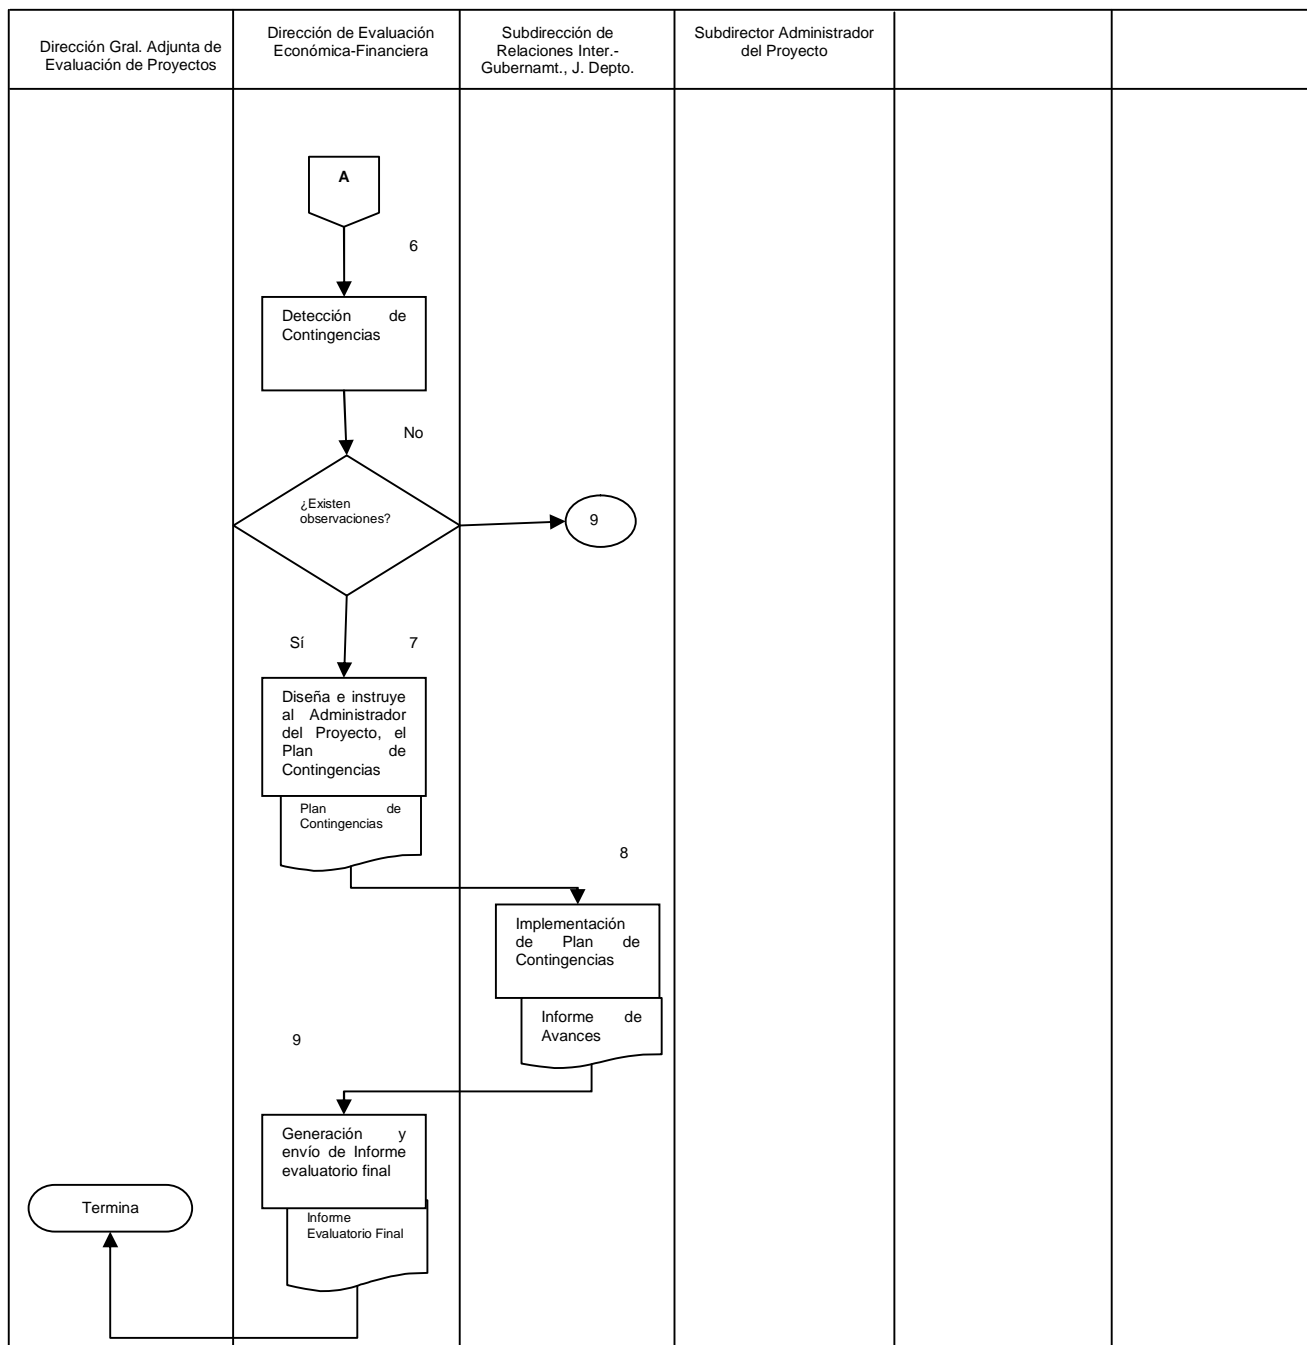 Dirección Gral. Adjunta de
Evaluación de Proyectos
Dirección de Evaluación
Económica-Financiera
Subdirección de
Relaciones Inter.-
Gubernamt., J. Depto.
Subdirector Administrador
del Proyecto
A
6
Detección de
Contingencias
No
¿Existen
observaciones?
9
Sí
7
Diseña e instruye
al Administrador
del Proyecto, el
Plan de
Contingencias
Plan de
Contingencias
8
Implementación
de Plan de
Contingencias
Informe de
Avances
9
Generación y
envío de Informe
evaluatorio final
Informe
Evaluatorio Final
Termina